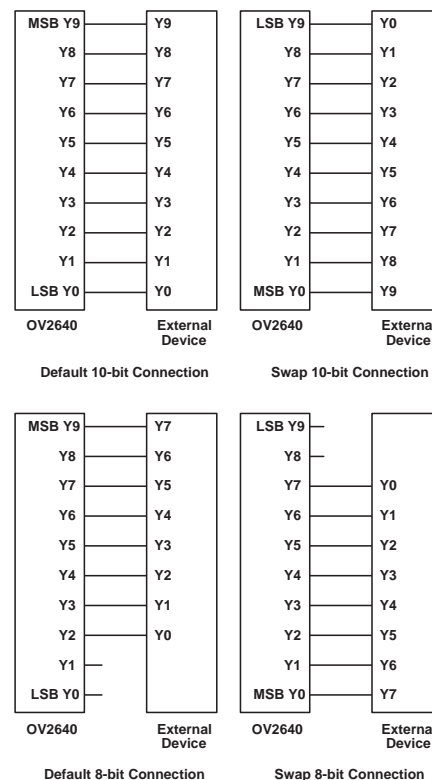 MSB Y9 Y9 LSB Y9 Y0
Y8 Y8 Y8 Y1
Y7 Y7 Y7 Y2
Y6 Y6 Y6 Y3
Y5 Y5 Y5 Y4
Y4 Y4 Y4 Y5
Y3 Y3 Y3 Y6
Y2 Y2 Y2 Y7
Y1 Y1 Y1 Y8
LSB Y0 Y0 MSB Y0 Y9
OV2640 External OV2640 Externa
Device Device
Default 10-bit Connection Swap 10-bit Connection
MSB Y9 Y7 LSB Y9
Y8 Y6 Y8
Y7 Y5 Y7 Y0
Y6 Y4 Y6 Y1
Y5 Y3 Y5 Y2
Y4 Y2 Y4 Y3
Y3 Y1 Y3 Y4
Y2 Y0 Y2 Y5
Y1 Y1 Y6
LSB Y0 MSB Y0 Y7
OV2640 External OV2640 Externa
Device Device
Default 8-bit Connection Swap 8-bit Connection